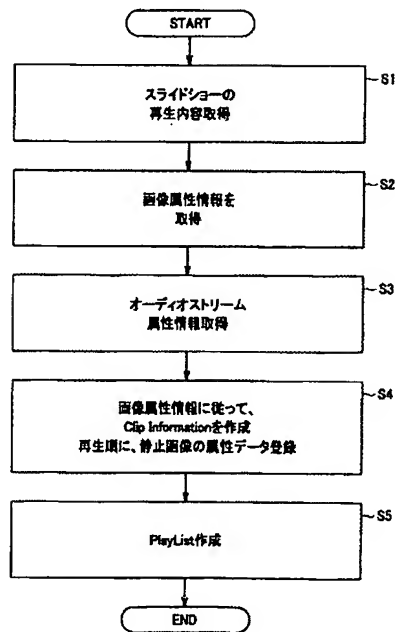 START
S1
スライドショーの
再生内容取得
S2
画像属性情報を
取得
S3
オーディオストリーム
属性情報取得
S4
画像属性情報に従って、
Clip Informationを作成
再生順に、静止画像の属性データ登録
S5
PlayList作成
END